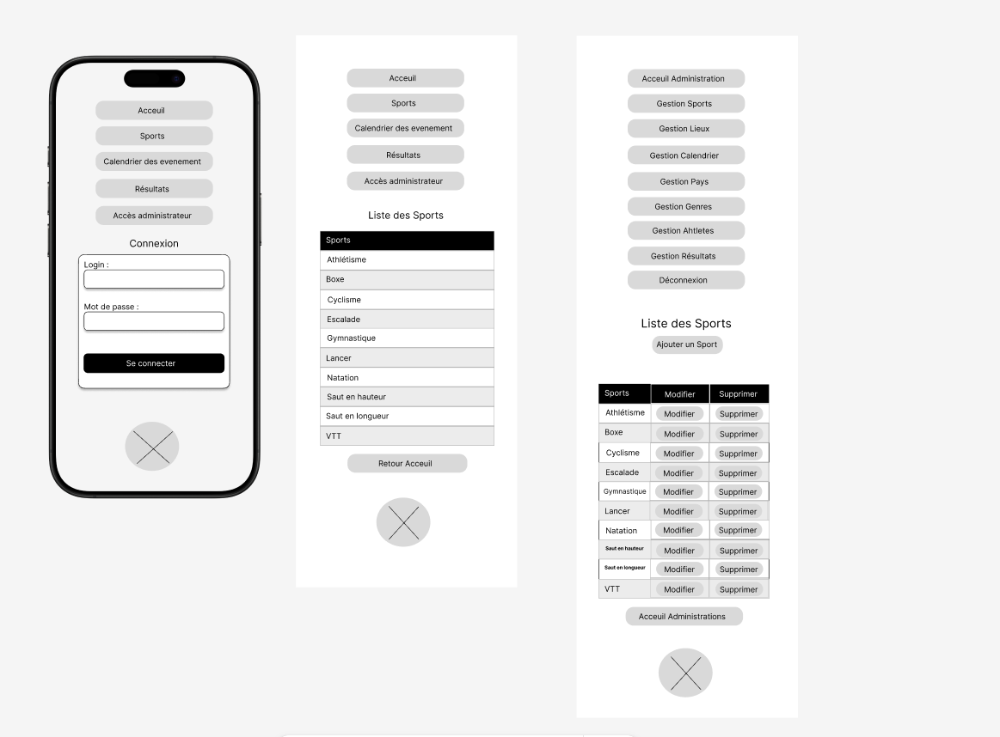 Acceuil
Sports
Calendrier des evenement
Résultats
Accès administrateur
Connexion
Login :
Mot de passe :
Se connecter
Acceuil
Sports
Calendrier des evenement
Résultats
Accès administrateur
Liste des Sports
Sports
Athlétisme
Boxe
Cyclisme
Escalade
Gymnastique
Lancer
Natation
Saut en hauteur
Saut en longueur
VTT
Retour Acceuil
Acceuil Administration
Gestion Sports
Gestion Lieux
Gestion Calendrier
Gestion Pays
Gestion Genres
Gestion Ahtletes
Gestion Résultats
Déconnexion
Liste des Sports
Ajouter un Sport
Sports Modifier Supprimer
Athlétisme Modifier Supprimer
Boxe Modifier Supprimer
Cyclisme Modifier Supprimer
Escalade Modifier Supprimer
Gymnastique Modifier Supprimer
Lancer Modifier Supprimer
Natation Modifier Supprimer
Saut en hauteur Modifier Supprimer
Saut en longueur Modifier Supprimer
VTT Modifier Supprimer
Acceuil Administrations